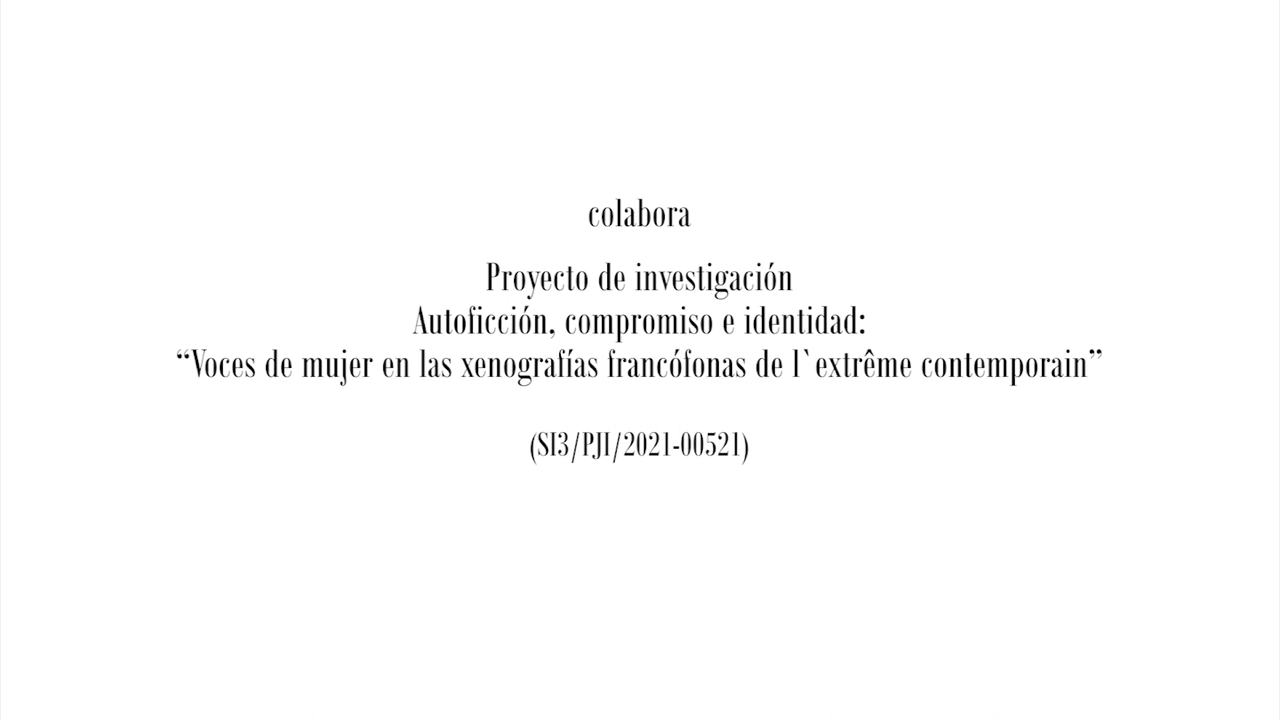 colabora
Proyecto de investigación
Autoficción, compromiso e identidad:
“Voces de mujer en las xenografías francófonas de l`extrême contemporain”
(SI3/PJI/2021-00521)